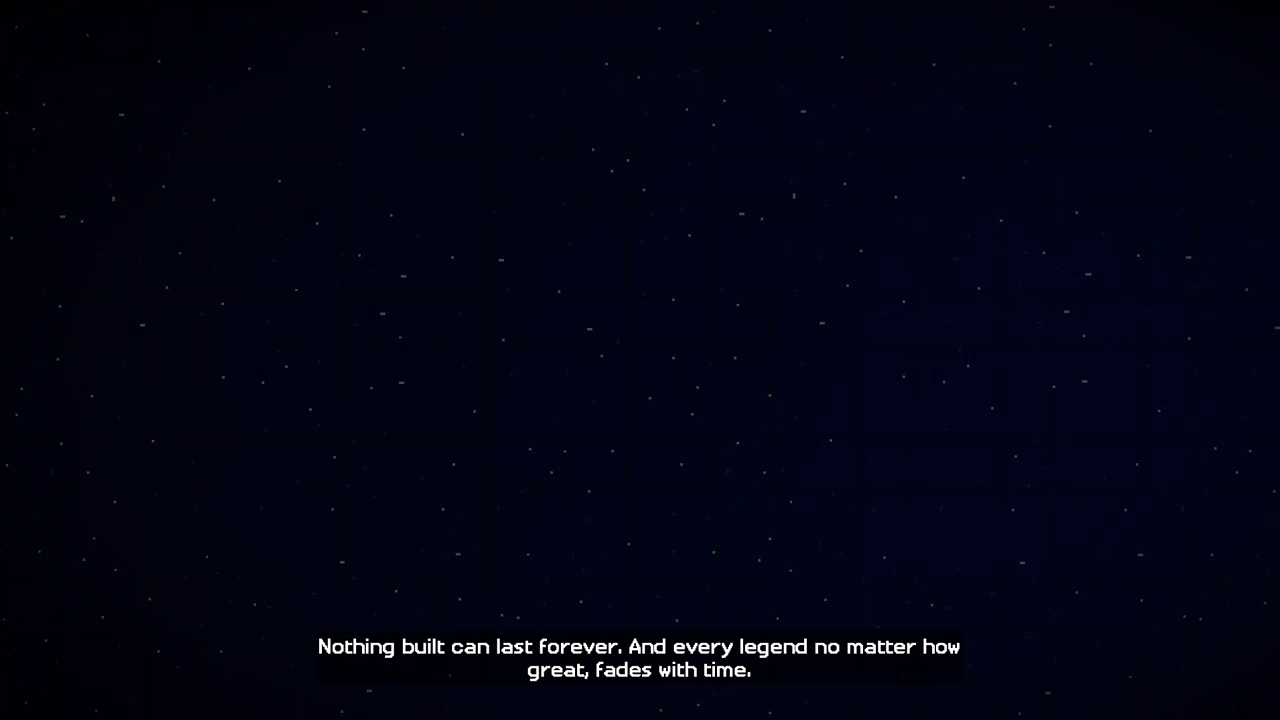 Nothing built can last forever. And every legend no matter how
great, fades with time.